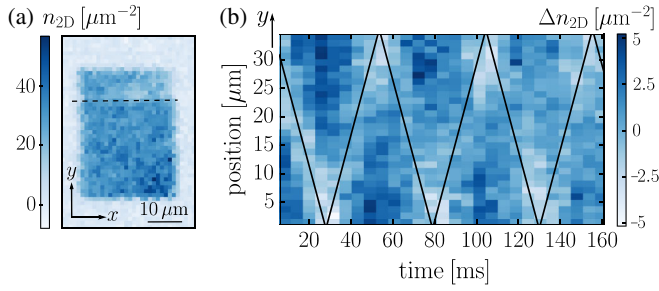 (a) n2D [μm−2]
40
20
0
y
x
10 μm
(b) y
Δn2D [μm−2]
position [μm]
30
25
20
15
10
5
20 40 60 80 100 120 140 160
time [ms]
5
2.5
0
−2.5
−5